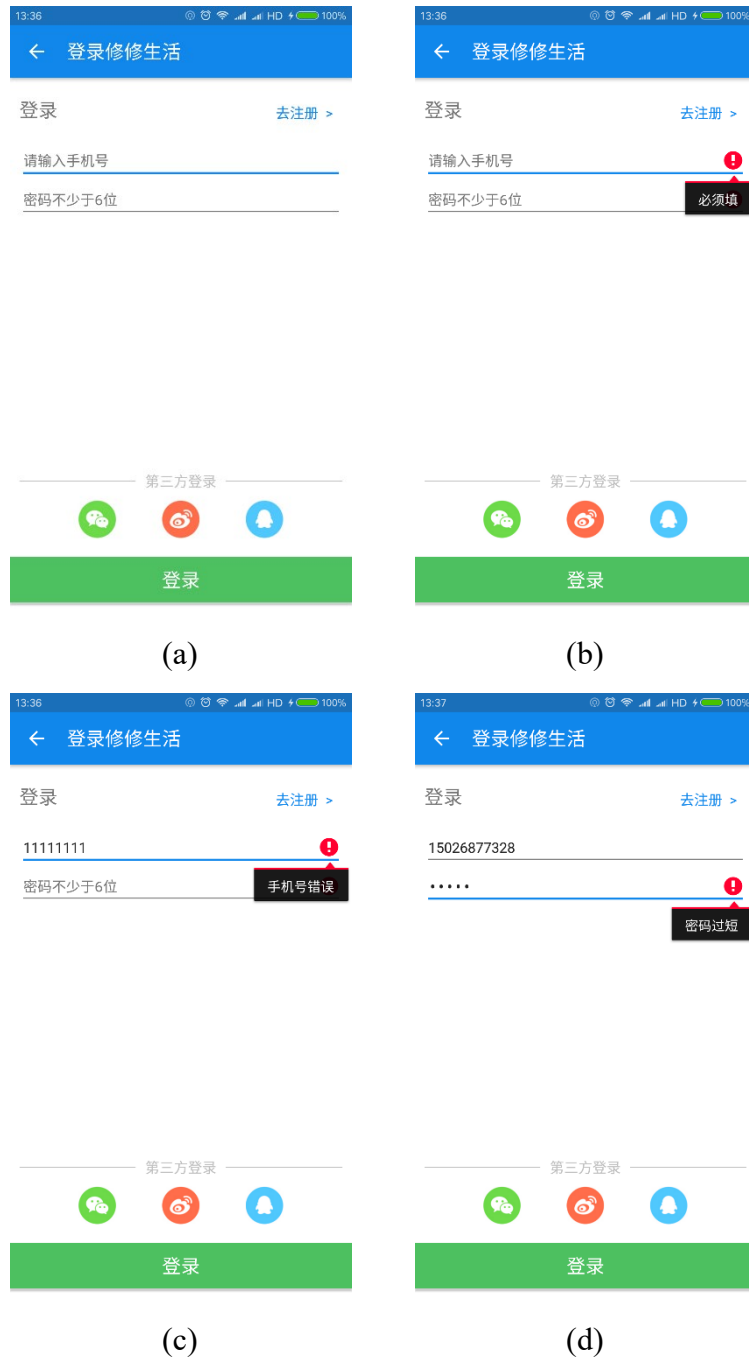 13:36 HD 100%
登录修修生活
登录 去注册 >
请输入手机号
密码不少于6位
第三方登录
登录
(a)
13:36 HD 100%
登录修修生活
登录 去注册 >
请输入手机号
密码不少于6位 必须填
第三方登录
登录
(b)
13:36 HD 100%
登录修修生活
登录 去注册 >
11111111
密码不少于6位 手机号错误
第三方登录
登录
(c)
13:37 HD 100%
登录修修生活
登录 去注册 >
15026877328
•••••
密码过短
第三方登录
登录
(d)